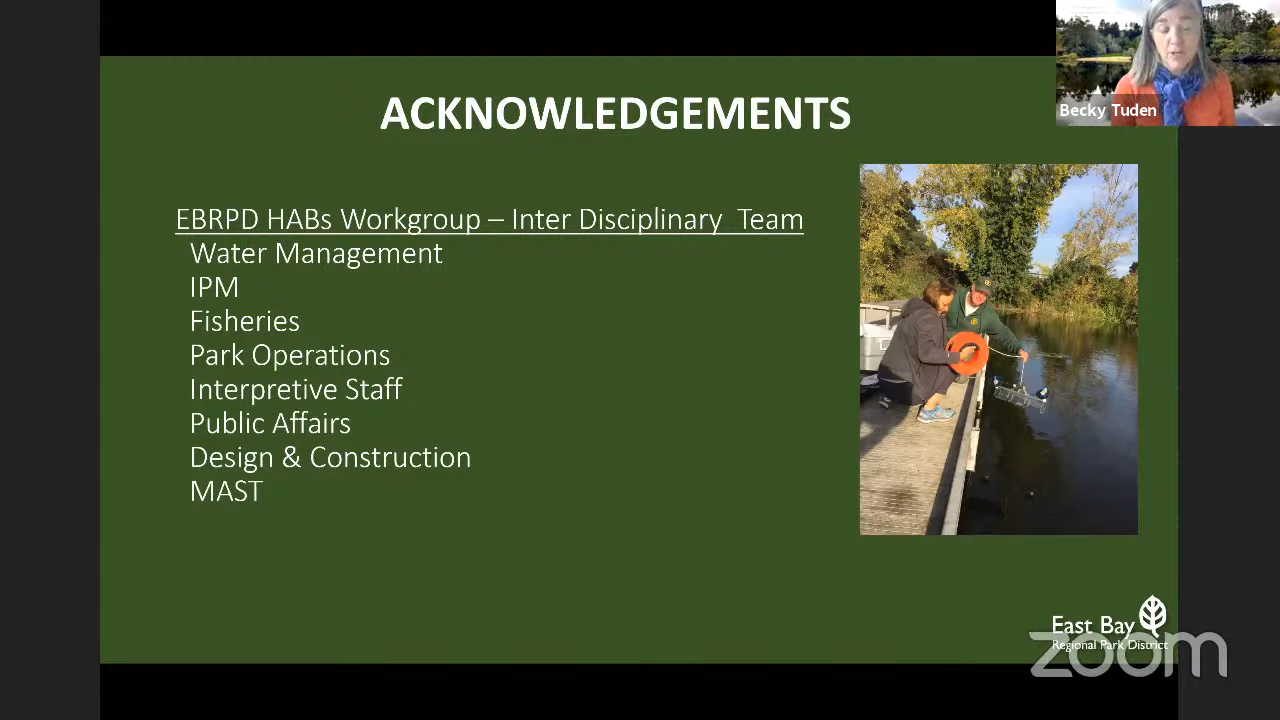 ACKNOWLEDGEMENTS
Becky Tuden
EBRPD HABs Workgroup – Inter Disciplinary Team
Water Management
IPM
Fisheries
Park Operations
Interpretive Staff
Public Affairs
Design & Construction
MAST
East Bay
Regional Park District
zoom